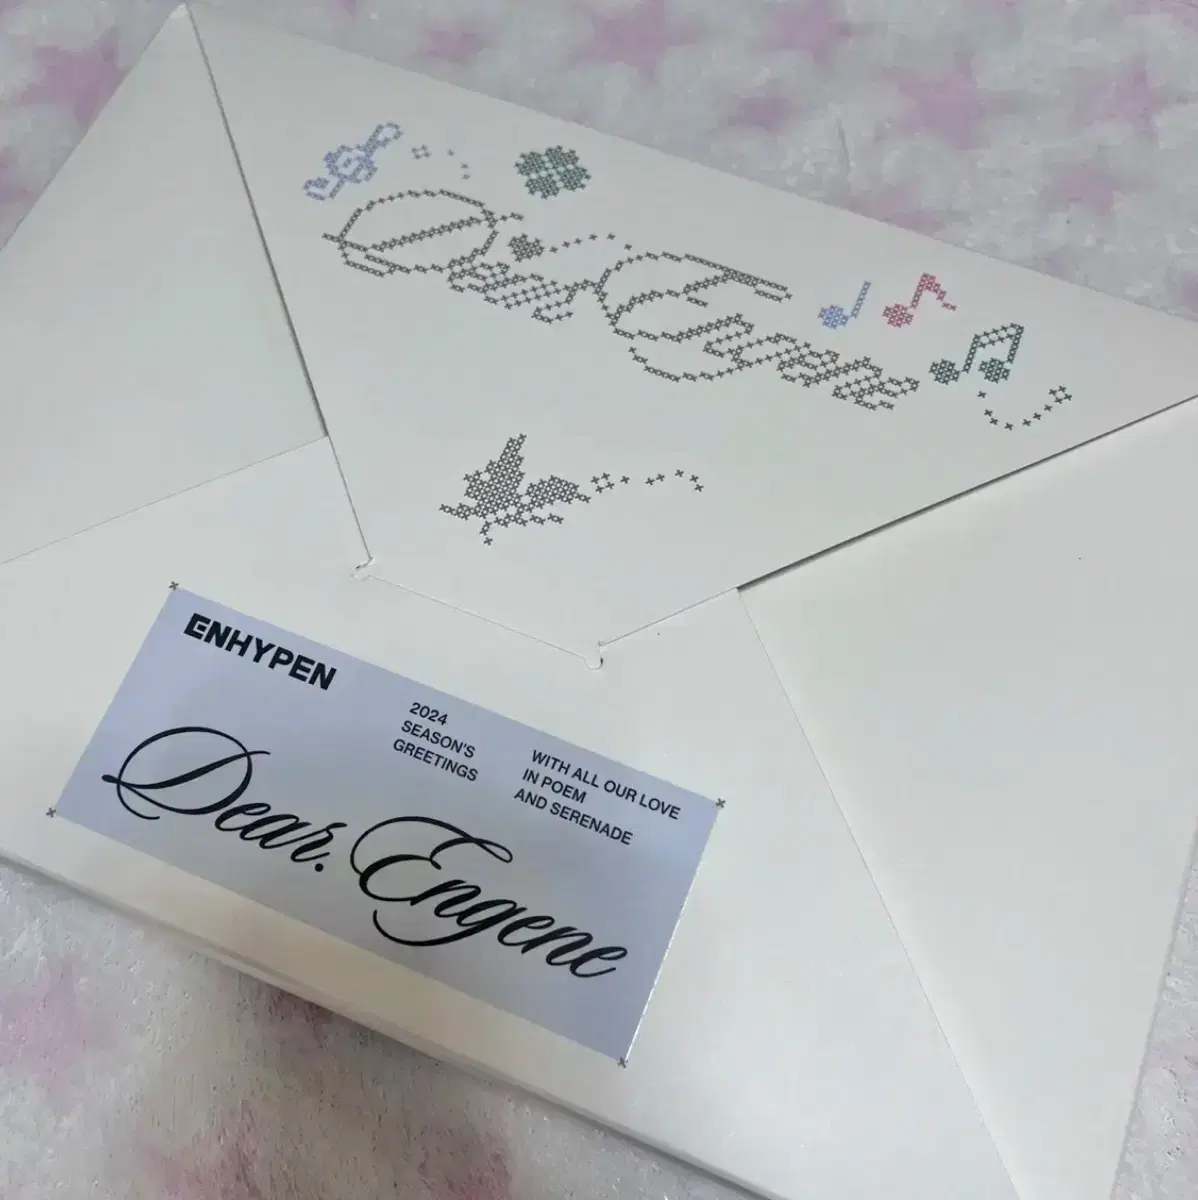 Dear. Engene
ENHYPEN
2024
SEASON'S
GREETINGS
WITH ALL OUR LOVE
IN POEM
AND SERENADE
Dear. Engene